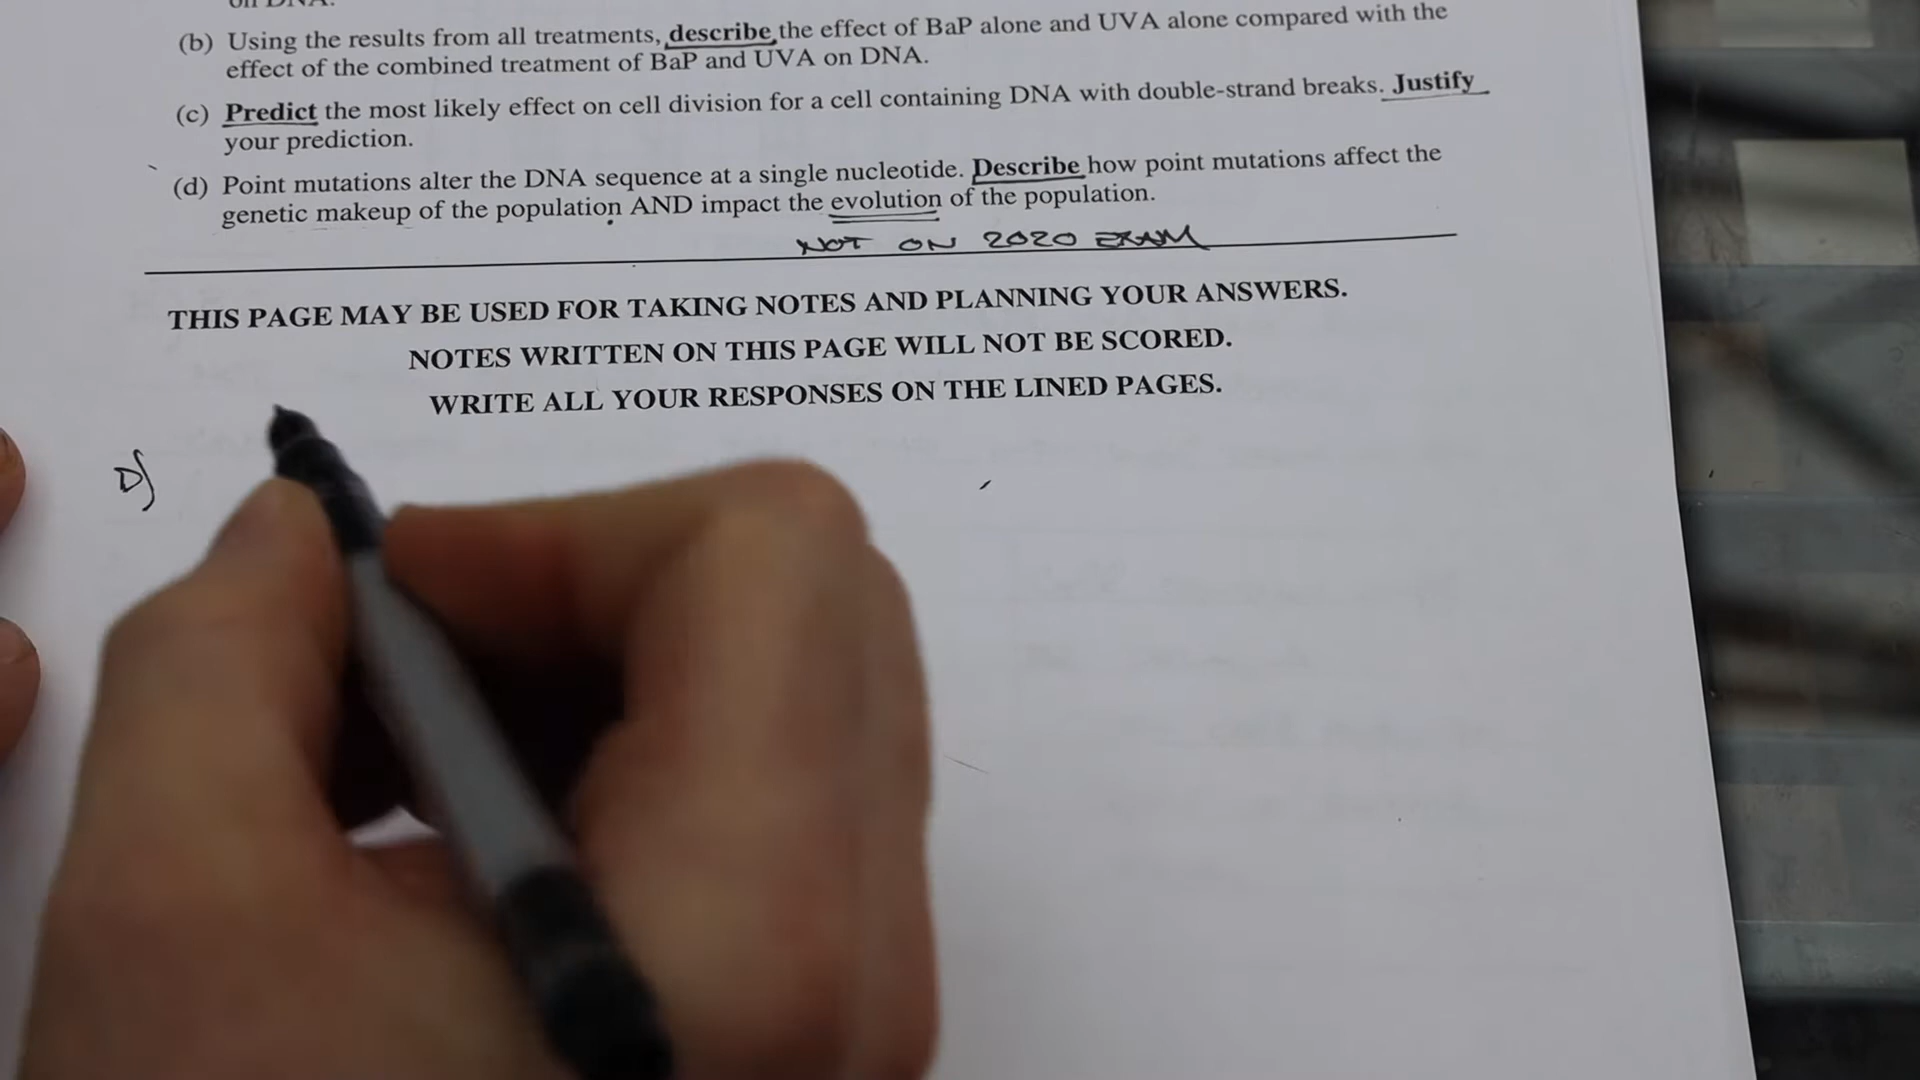 on DNA.
(b) Using the results from all treatments, describe the effect of BaP alone and UVA alone compared with the
effect of the combined treatment of BaP and UVA on DNA.
(c) Predict the most likely effect on cell division for a cell containing DNA with double-strand breaks. Justify
your prediction.
(d) Point mutations alter the DNA sequence at a single nucleotide. Describe how point mutations affect the
genetic makeup of the population AND impact the evolution of the population.
NOT ON 2020 EXAM
THIS PAGE MAY BE USED FOR TAKING NOTES AND PLANNING YOUR ANSWERS.
NOTES WRITTEN ON THIS PAGE WILL NOT BE SCORED.
WRITE ALL YOUR RESPONSES ON THE LINED PAGES.
D)